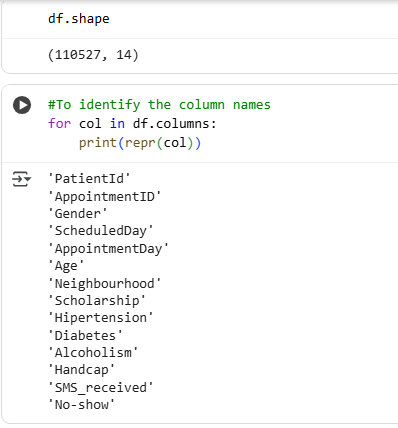 df.shape
(110527, 14)
#To identify the column names
for col in df.columns:
    print(repr(col))
'PatientId'
'AppointmentID'
'Gender'
'ScheduledDay'
'AppointmentDay'
'Age'
'Neighbourhood'
'Scholarship'
'Hipertension'
'Diabetes'
'Alcoholism'
'Handcap'
'SMS_received'
'No-show'